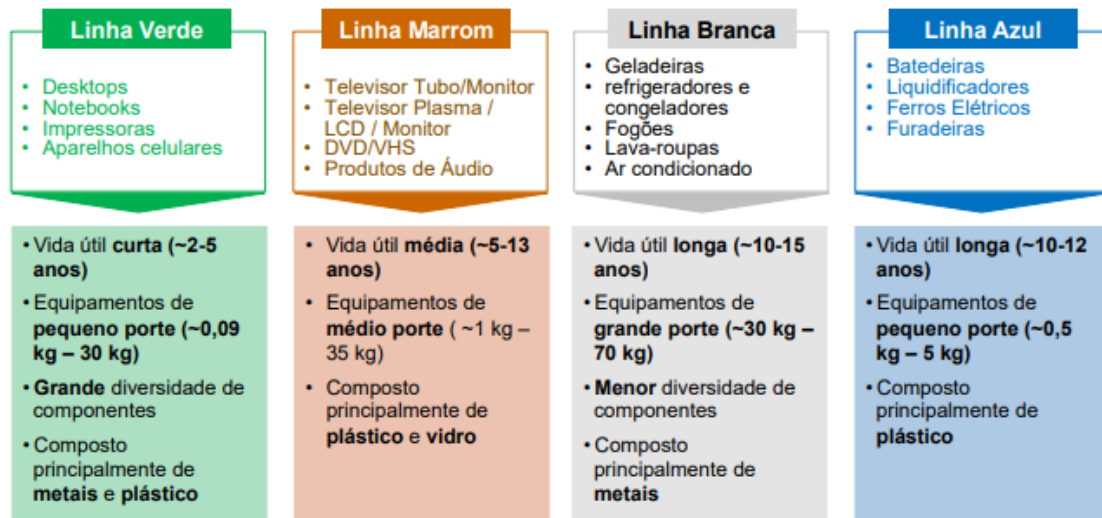 Linha Verde
• Desktops
• Notebooks
• Impressoras
• Aparelhos celulares
• Vida útil curta (~2-5
anos)
• Equipamentos de
pequeno porte (~0,09
kg – 30 kg)
• Grande diversidade de
componentes
• Composto
principalmente de
metais e plástico
Linha Marrom
• Televisor Tubo/Monitor
• Televisor Plasma /
LCD / Monitor
• DVD/VHS
• Produtos de Áudio
• Vida útil média (~5-13
anos)
• Equipamentos de
médio porte ( ~1 kg –
35 kg)
• Composto
principalmente de
plástico e vidro
Linha Branca
• Geladeiras
• refrigeradores e
congeladores
• Fogões
• Lava-roupas
• Ar condicionado
• Vida útil longa (~10-15
anos)
• Equipamentos de
grande porte (~30 kg –
70 kg)
• Menor diversidade de
componentes
• Composto
principalmente de
metais
Linha Azul
• Batedeiras
• Liquidificadores
• Ferros Elétricos
• Furadeiras
• Vida útil longa (~10-12
anos)
• Equipamentos de
pequeno porte (~0,5
kg – 5 kg)
• Composto
principalmente de
plástico